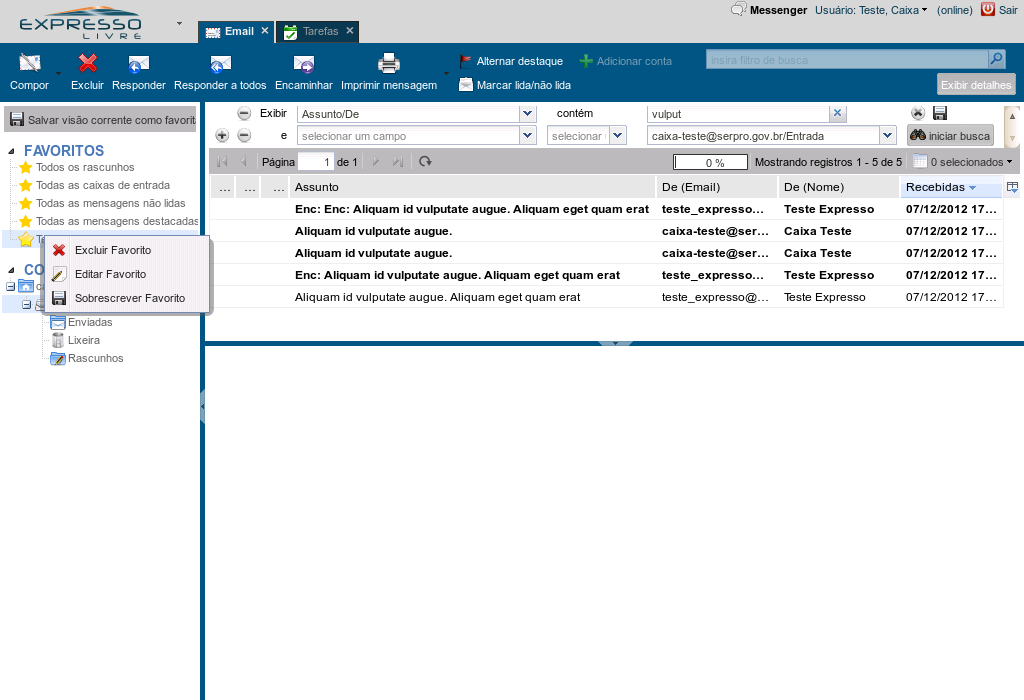 EXPRESSO
LIVRE
Email
Tarefas
Messenger
Usuário: Teste, Caixa
(online)
Sair
Compor
Excluir
Responder
Responder a todos
Encaminhar
Imprimir mensagem
Alternar destaque
Marcar lida/não lida
Adicionar conta
insira filtro de busca
Exibir detalhes
Salvar visão corrente como favorit
FAVORITOS
Todos os rascunhos
Todas as caixas de entrada
Todas as mensagens não lidas
Todas as mensagens destacadas
Excluir Favorito
Editar Favorito
Sobrescrever Favorito
Enviadas
Lixeira
Rascunhos
Exibir Assunto/De contém vulput
e selecionar um campo selecionar caixa-teste@serpro.gov.br/Entrada iniciar busca
Página 1 de 1 0 % Mostrando registros 1 - 5 de 5 0 selecionados
... ... ... Assunto De (Email) De (Nome) Recebidas
Enc: Enc: Aliquam id vulputate augue. Aliquam eget quam erat teste_expresso... Teste Expresso 07/12/2012 17...
Aliquam id vulputate augue. caixa-teste@ser... Caixa Teste 07/12/2012 17...
Aliquam id vulputate augue. caixa-teste@ser... Caixa Teste 07/12/2012 17...
Enc: Aliquam id vulputate augue. Aliquam eget quam erat teste_expresso... Teste Expresso 07/12/2012 17...
Aliquam id vulputate augue. Aliquam eget quam erat teste_expresso@... Teste Expresso 07/12/2012 17...